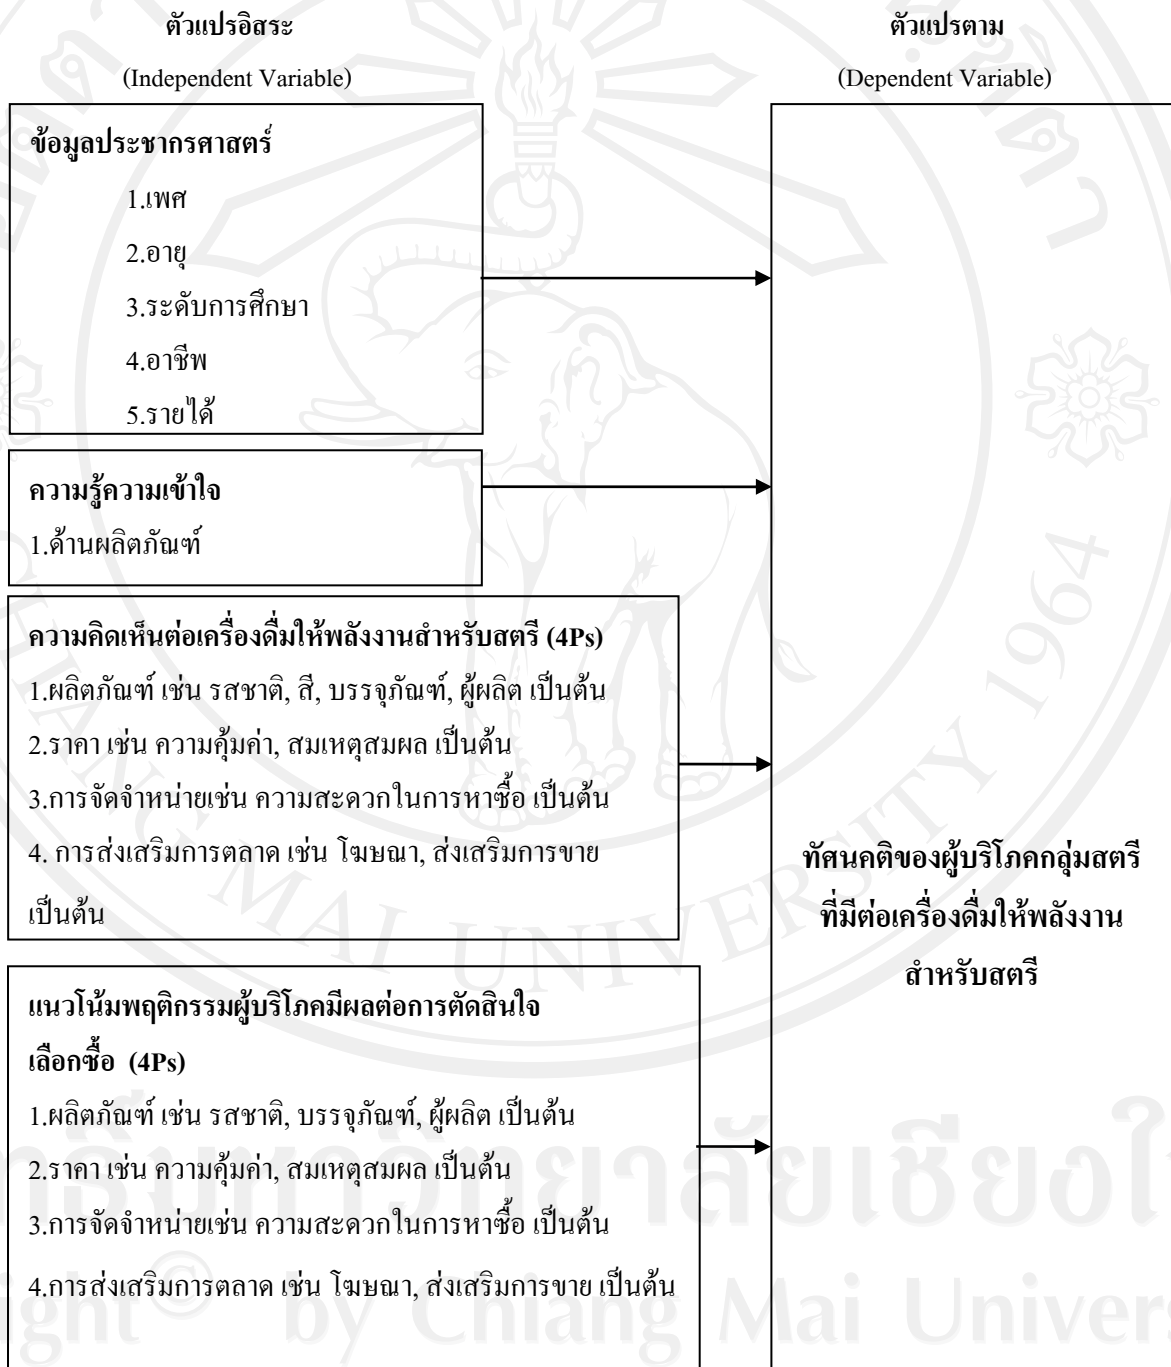 ตัวแปรอิสระ
(Independent Variable)
ข้อมูลประชากรศาสตร์
1.เพศ
2.อายุ
3.ระดับการศึกษา
4.อาชีพ
5.รายได้
ความรู้ความเข้าใจ
1.ด้านผลิตภัณฑ์
ความคิดเห็นต่อเครื่องดื่มให้พลังงานสำหรับสตรี (4Ps)
1.ผลิตภัณฑ์ เช่น รสชาติ, สี, บรรจุภัณฑ์, ผู้ผลิต เป็นต้น
2.ราคา เช่น ความคุ้มค่า, สมเหตุสมผล เป็นต้น
3.การจัดจำหน่ายเช่น ความสะดวกในการหาซื้อ เป็นต้น
4. การส่งเสริมการตลาด เช่น โฆษณา, ส่งเสริมการขาย
เป็นต้น
แนวโน้มพฤติกรรมผู้บริโภคมีผลต่อการตัดสินใจ
เลือกซื้อ (4Ps)
1.ผลิตภัณฑ์ เช่น รสชาติ, บรรจุภัณฑ์, ผู้ผลิต เป็นต้น
2.ราคา เช่น ความคุ้มค่า, สมเหตุสมผล เป็นต้น
3.การจัดจำหน่ายเช่น ความสะดวกในการหาซื้อ เป็นต้น
4.การส่งเสริมการตลาด เช่น โฆษณา, ส่งเสริมการขาย เป็นต้น
ตัวแปรตาม
(Dependent Variable)
ทัศนคติของผู้บริโภคกลุ่มสตรี
ที่มีต่อเครื่องดื่มให้พลังงาน
สำหรับสตรี
MAI UNIVERSITY 1964
© by Chiang Mai